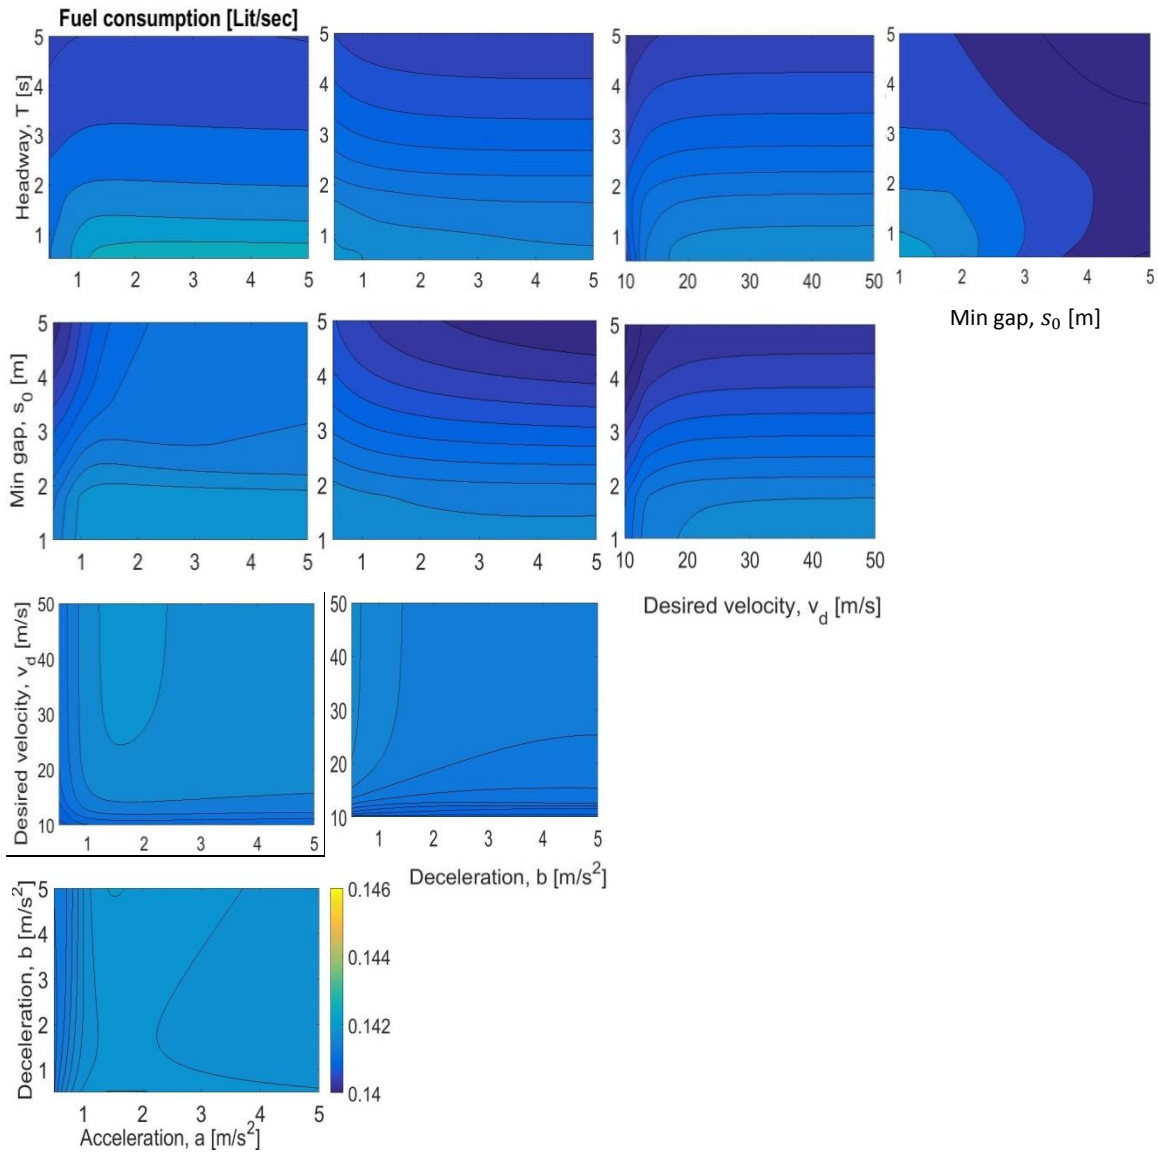 Fuel consumption [Lit/sec]
Headway, T [s]
5
4
3
2
1
1 2 3 4 5
5
4
3
2
1
1 2 3 4 5
5
4
3
2
1
10 20 30 40 50
5
4
3
2
1
1 2 3 4 5
Min gap, s₀ [m]
Min gap, s₀ [m]
5
4
3
2
1
1 2 3 4 5
5
4
3
2
1
1 2 3 4 5
5
4
3
2
1
10 20 30 40 50
Desired velocity, v_d [m/s]
Desired velocity, v_d [m/s]
50
40
30
20
10
1 2 3 4 5
50
40
30
20
10
1 2 3 4 5
Deceleration, b [m/s²]
Deceleration, b [m/s²]
5
4
3
2
1
1 2 3 4 5
Acceleration, a [m/s²]
0.146
0.144
0.142
0.14